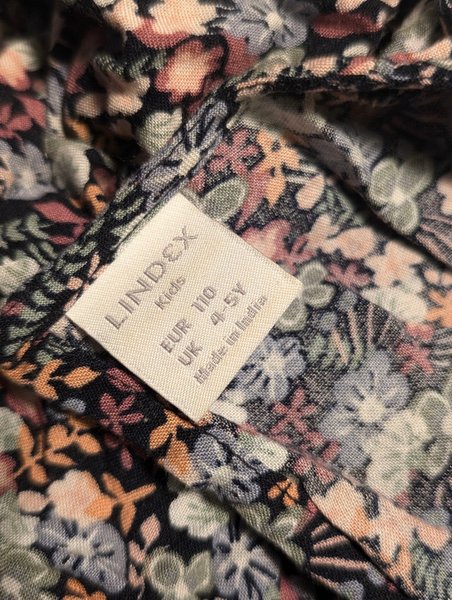 LINDEX
Kids
EUR 110
UK 4-5Y
Made in India